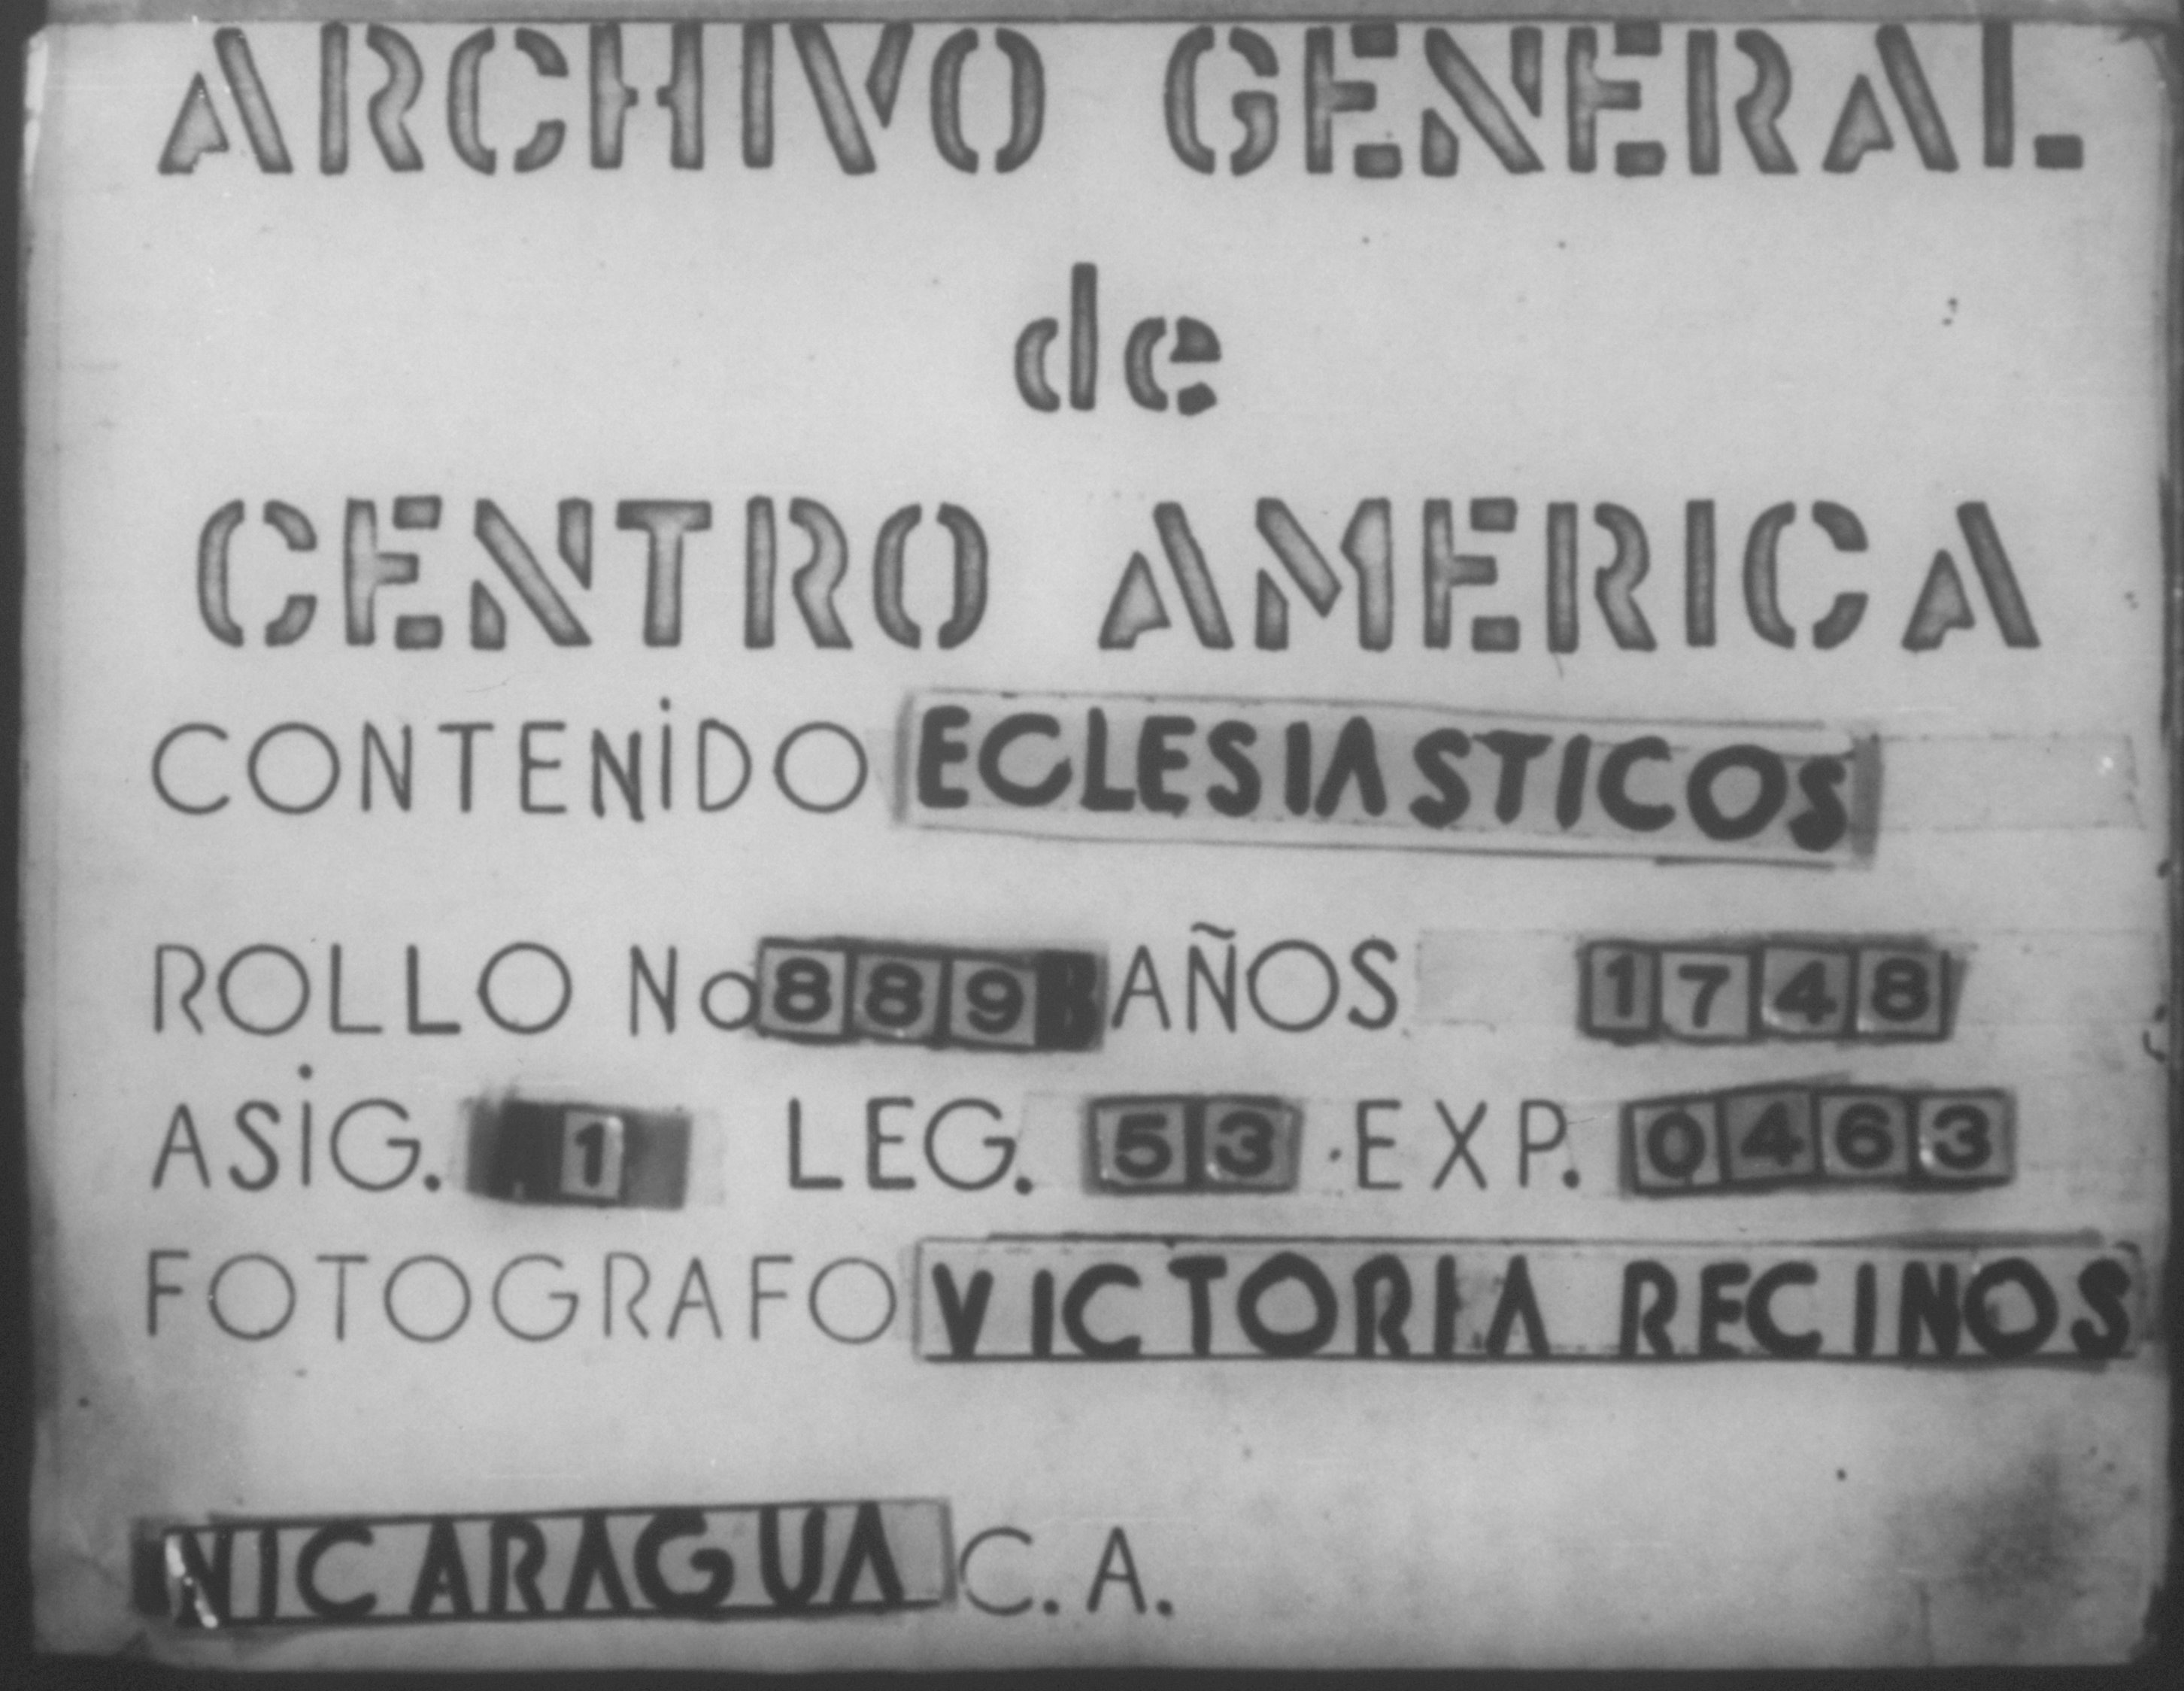 ARCHIVO GENERAL
de
CENTRO AMERICA
CONTENIDO ECLESIASTICOS
ROLLO No 889 AÑOS 1748
ASIG. 1 LEG. 53 . EXP. 0463
FOTOGRAFO VICTORIA RECINOS
NICARAGUA C. A.